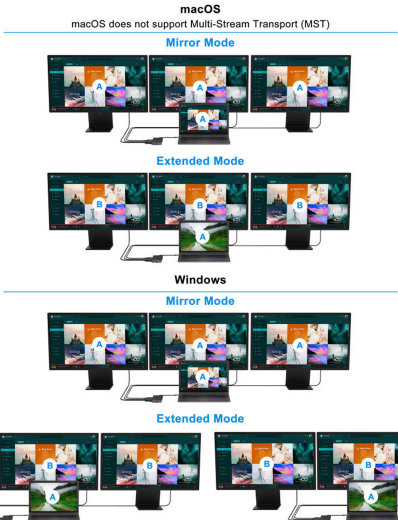 macOS
macOS does not support Multi-Stream Transport (MST)
Mirror Mode
A A A
A
Extended Mode
B B B
A
Windows
Mirror Mode
A A A
A
Extended Mode
B B B B
A A